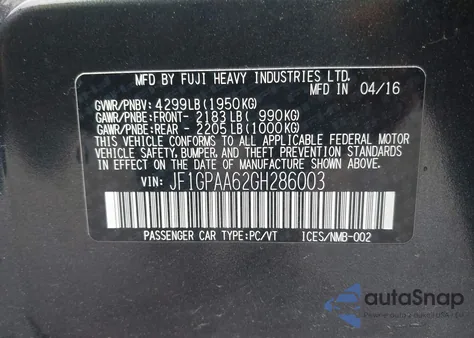 MFD BY FUJI HEAVY INDUSTRIES LTD.
MFD IN 04/16
GVWR/PNBV: 4299LB(1950KG)
GAWR/PNBE:FRONT- 2183LB( 990KG)
GAWR/PNBE:REAR - 2205LB(1000KG)
THIS VEHICLE CONFORMS TO ALL APPLICABLE FEDERAL MOTOR
VEHICLE SAFETY, BUMPER, AND THEFT PREVENTION STANDARDS
IN EFFECT ON THE DATE OF MANUFACTURE SHOWN ABOVE.
VIN: JF1GPAA62GH286003
PASSENGER CAR TYPE:PC/VT ICES/NMB-002
autoSnap